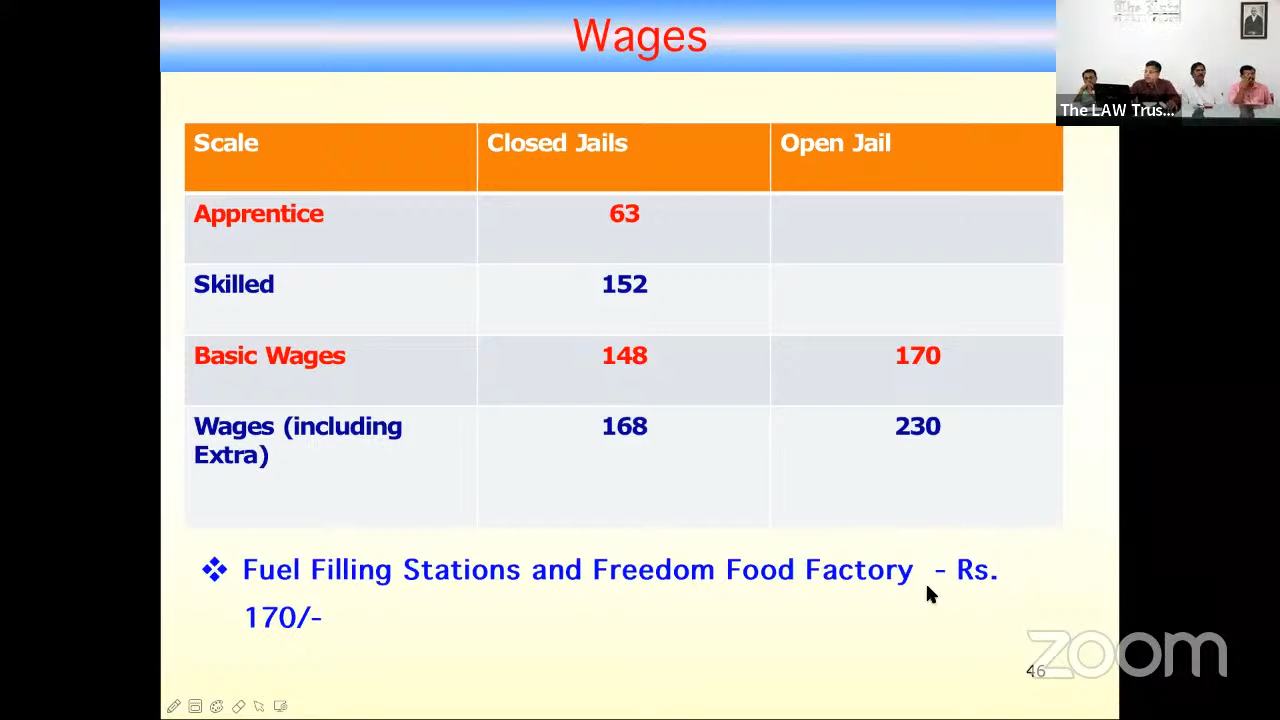 Wages
The LAW Trus...
Scale Closed Jails Open Jail
Apprentice 63
Skilled 152
Basic Wages 148 170
Wages (including 168 230
Extra)
❖ Fuel Filling Stations and Freedom Food Factory - Rs.
170/-
46
zoom